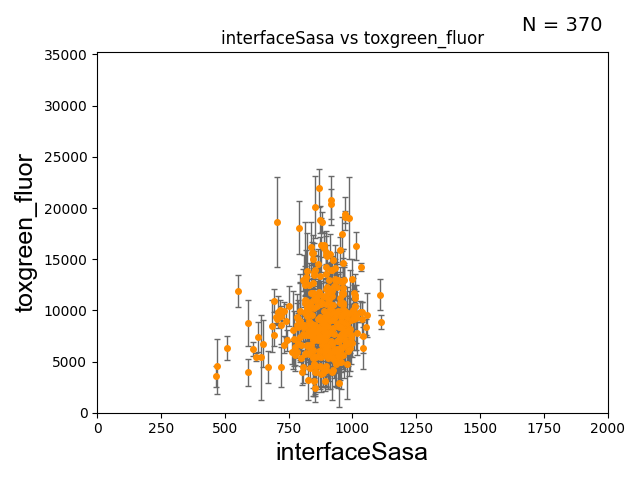 N = 370
interfaceSasa vs toxgreen_fluor
35000
30000
25000
20000
15000
10000
5000
0
toxgreen_fluor
0 250 500 750 1000 1250 1500 1750 2000
interfaceSasa